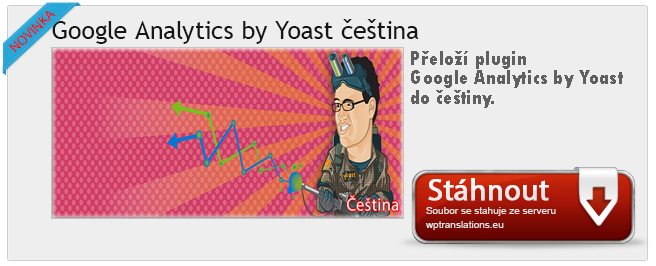 NOVINKA
Google Analytics by Yoast čeština
Přeloží plugin
Google Analytics by Yoast
do češtiny.
Čeština
Stáhnout
Soubor se stahuje ze serveru
wptranslations.eu